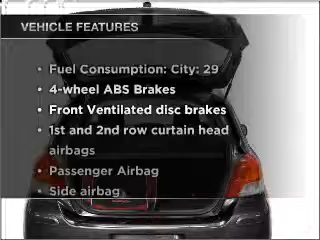 VEHICLE FEATURES
• Fuel Consumption: City: 29
• 4-wheel ABS Brakes
• Front Ventilated disc brakes
• 1st and 2nd row curtain head
airbags
• Passenger Airbag
• Side airbag